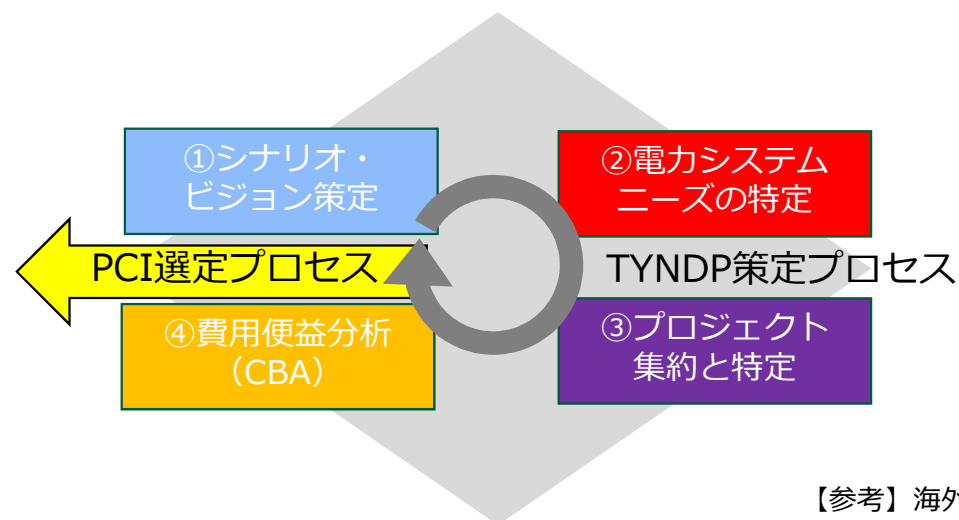 ①シナリオ・
ビジョン策定
②電力システム
ニーズの特定
PCI選定プロセス
TYNDP策定プロセス
④費用便益分析
(CBA)
③プロジェクト
集約と特定
【参考】海外